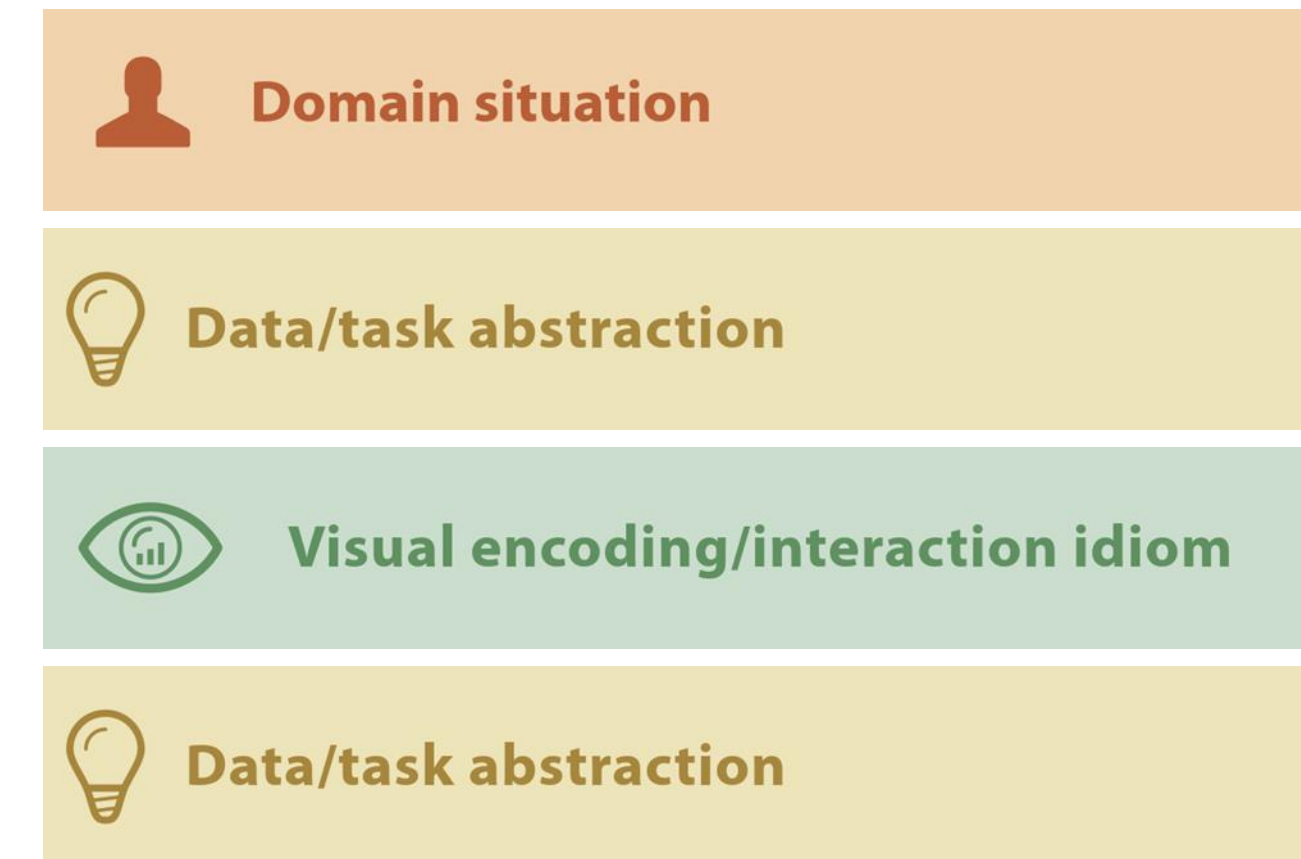 Domain situation
Data/task abstraction
Visual encoding/interaction idiom
Data/task abstraction